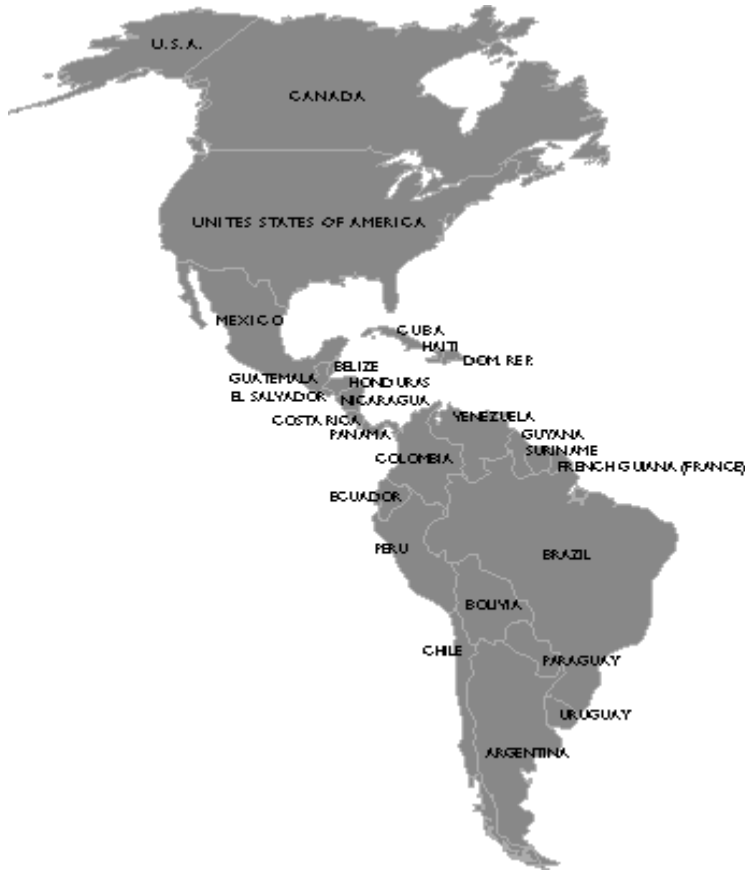 U.S.A.
CANADA
UNITES STATES OF AMERICA
MEXICO
CUBA
HAITI
DOM. REP.
BELIZE
GUATEMALA
HONDURAS
EL SALVADOR
NICARAGUA
COSTA RICA
PANAMA
VENEZUELA
GUYANA
SURINAME
COLOMBIA
FRENCH GUIANA (FRANCE)
ECUADOR
PERU
BRAZIL
BOLIVIA
CHILE
PARAGUAY
URUGUAY
ARGENTINA